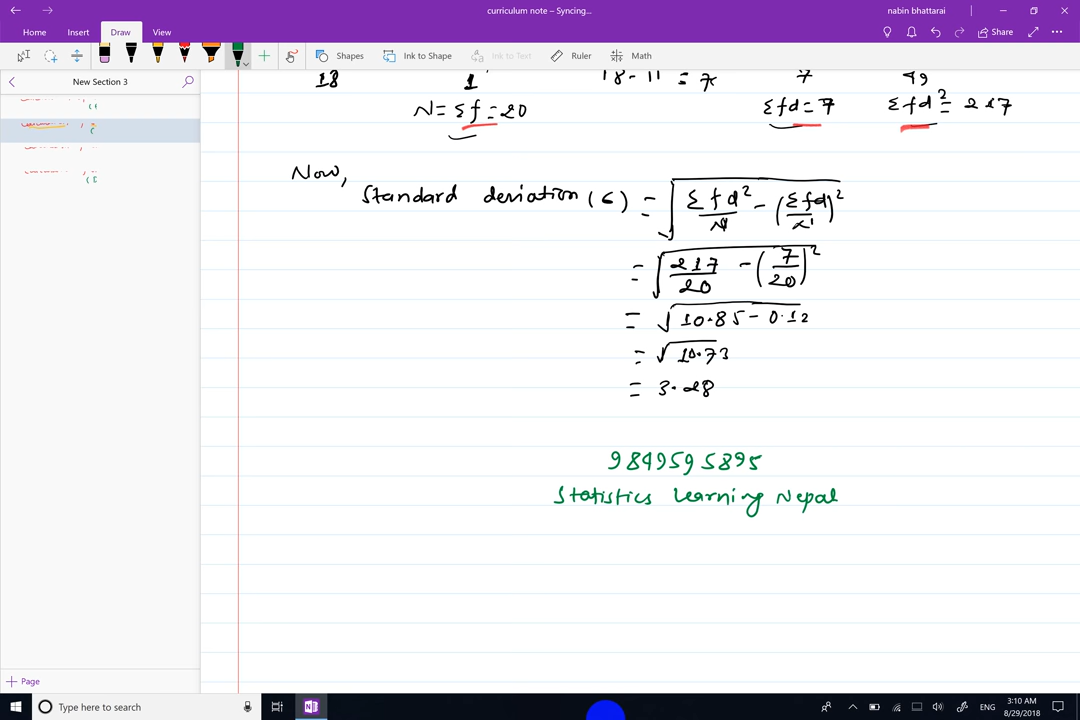 curriculum note – Syncing...
nabin bhattarai
Home Insert Draw View
Share
Shapes Ink to Shape Ink to Text Ruler Math
New Section 3
18 1 18 - 11 = 7 7 49
N = Σf = 20 Σfd = 7 Σfd² = 217
Now,
Standard deviation (σ) = √(Σfd²/N - (Σfd/N)²)
= √(217/20 - (7/20)²)
= √10.85 - 0.12
= √10.73
= 3.28
9849595895
Statistics Learning Nepal
+ Page
Type here to search
ENG
3:10 AM
8/29/2018